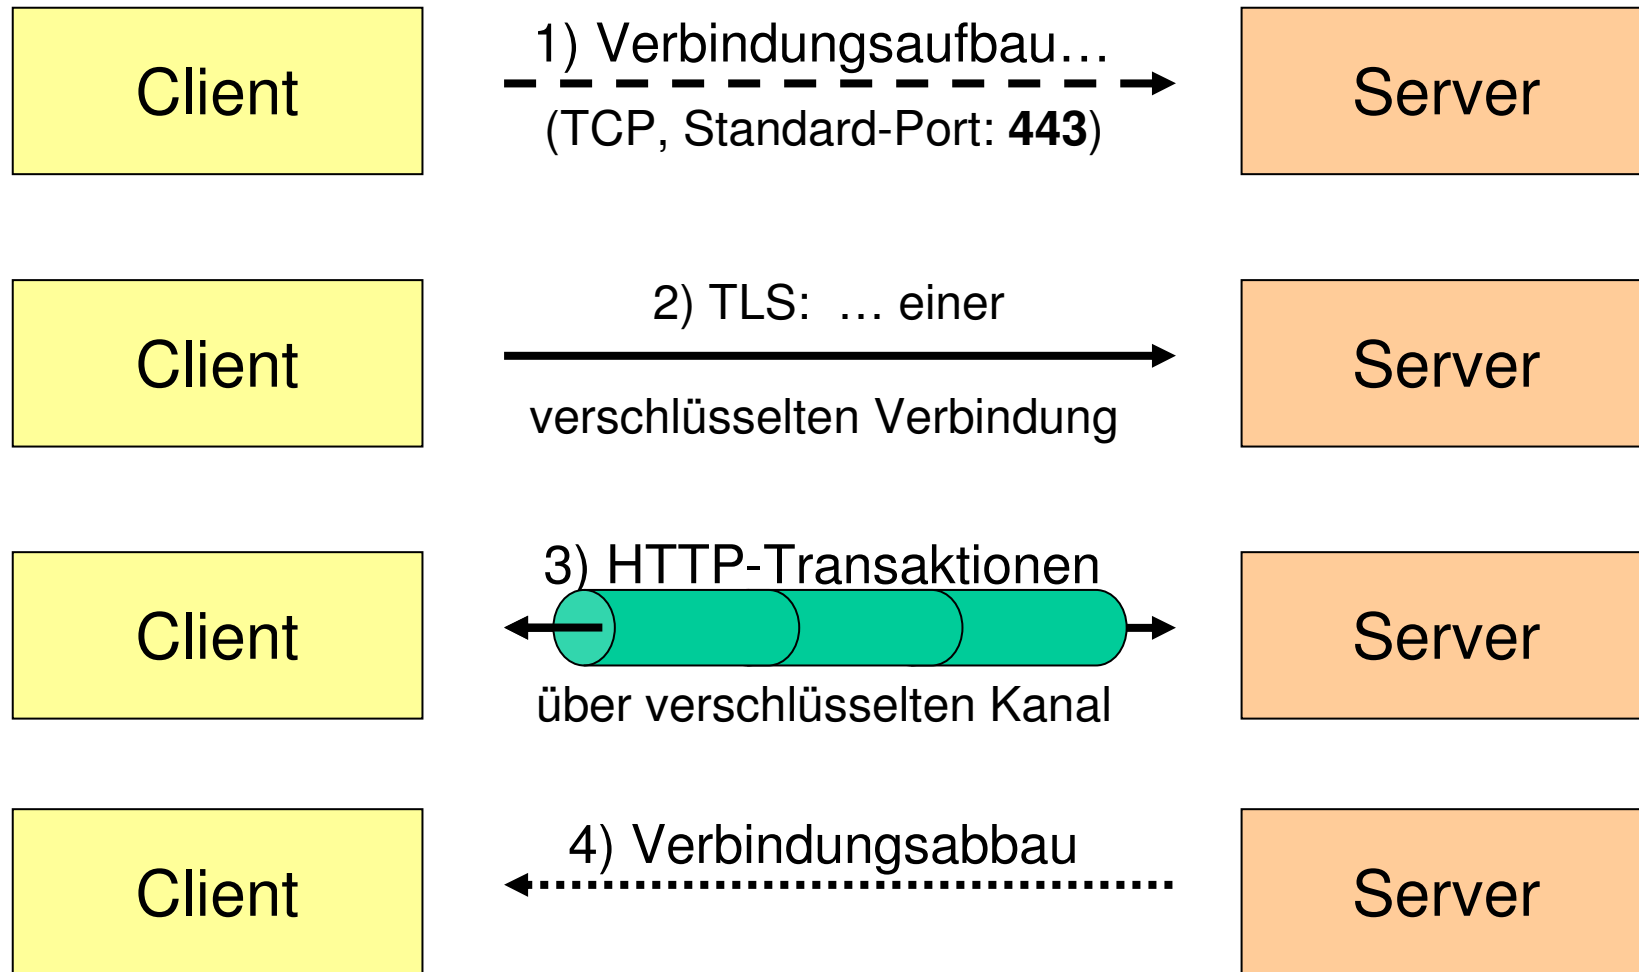 Client
1) Verbindungsaufbau…
(TCP, Standard-Port: 443)
Server
Client
2) TLS: … einer
verschlüsselten Verbindung
Server
Client
3) HTTP-Transaktionen
über verschlüsselten Kanal
Server
Client
4) Verbindungsabbau
Server